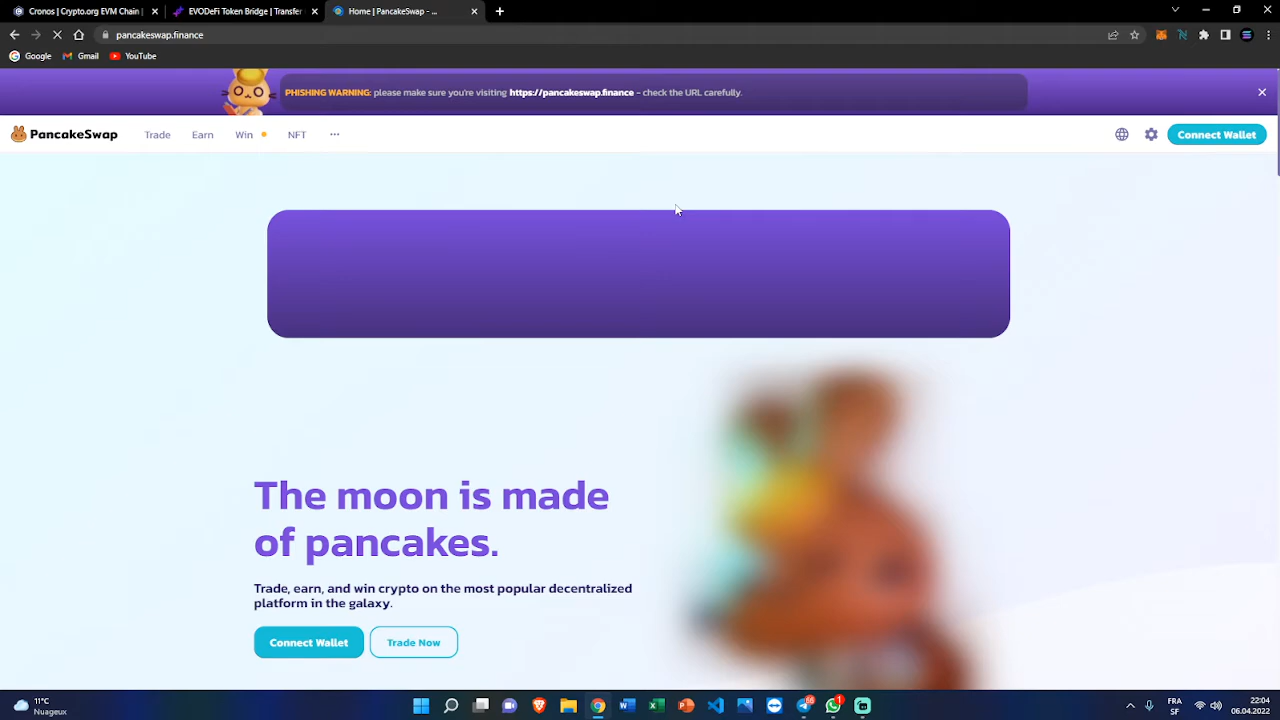 Cronos | Crypto.org EVM Chain |
EVODeFi Token Bridge | Transfer
Home | PancakeSwap - ...
pancakeswap.finance
Google
Gmail
YouTube
PHISHING WARNING: please make sure you're visiting https://pancakeswap.finance - check the URL carefully.
PancakeSwap
Trade
Earn
Win
NFT
Connect Wallet
The moon is made
of pancakes.
Trade, earn, and win crypto on the most popular decentralized
platform in the galaxy.
Connect Wallet
Trade Now
11°C
Nuageux
66
1
FRA
SF
22:04
06.04.2022